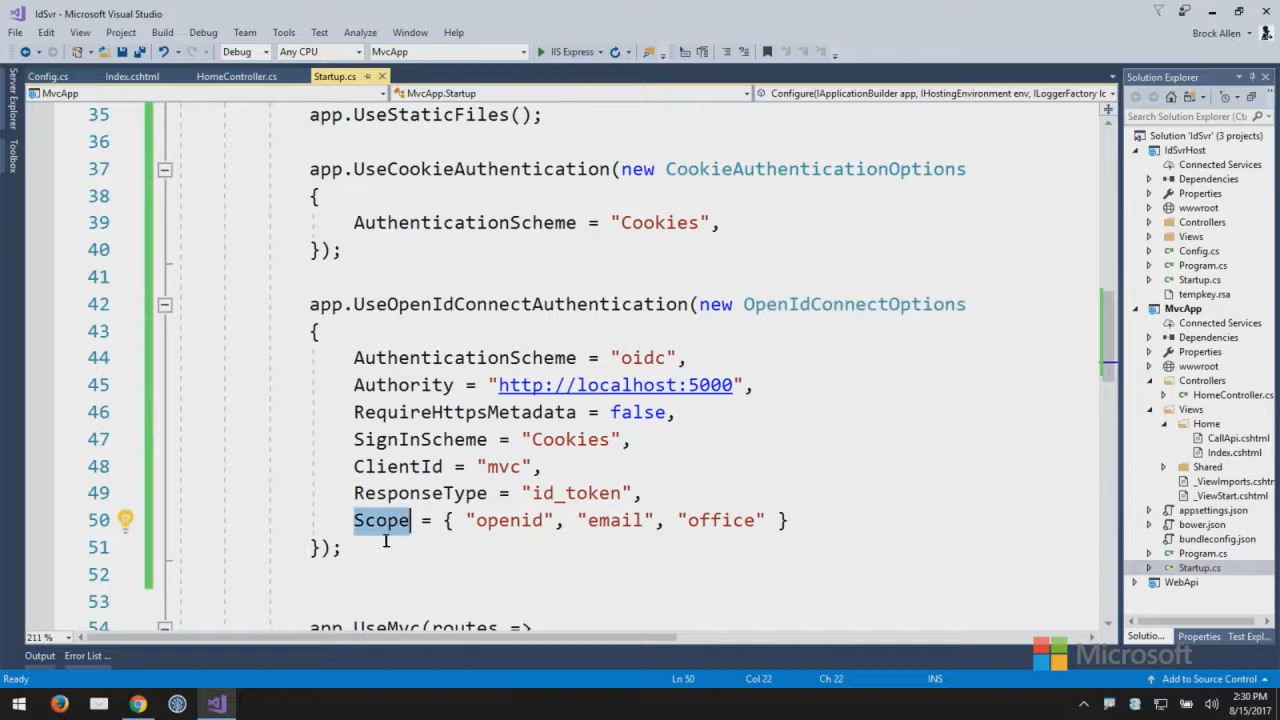 IdSvr - Microsoft Visual Studio
File Edit View Project Build Debug Team Tools Test Analyze Window Help
Brock Allen
Debug Any CPU MvcApp IIS Express
Config.cs Index.cshtml HomeController.cs Startup.cs
MvcApp MvcApp.Startup Configure(IApplicationBuilder app, IHostingEnvironment env, ILoggerFactory lc
Server Explorer
Toolbox
35 app.UseStaticFiles();
36
37 app.UseCookieAuthentication(new CookieAuthenticationOptions
38 {
39 AuthenticationScheme = "Cookies",
40 });
41
42 app.UseOpenIdConnectAuthentication(new OpenIdConnectOptions
43 {
44 AuthenticationScheme = "oidc",
45 Authority = "http://localhost:5000",
46 RequireHttpsMetadata = false,
47 SignInScheme = "Cookies",
48 ClientId = "mvc",
49 ResponseType = "id_token",
50 Scope = { "openid", "email", "office" }
51 });
52
53
54 app.UseMvc(routes =>
211 %
Solution Explorer
Search Solution Explorer (Ctr
Solution 'IdSvr' (3 projects)
IdSvrHost
Connected Services
Dependencies
Properties
wwwroot
Controllers
Views
Config.cs
Program.cs
Startup.cs
tempkey.rsa
MvcApp
Connected Services
Dependencies
Properties
wwwroot
Controllers
HomeController.cs
Views
Home
CallApi.cshtml
Index.cshtml
Shared
_ViewImports.cshtr
_ViewStart.cshtml
appsettings.json
bower.json
bundleconfig.json
Program.cs
Startup.cs
WebApi
Solutio... Properties Test Expl...
Microsoft
Output Error List ...
Ready Ln 50 Col 22 Ch 22 INS Add to Source Control
2:30 PM
8/15/2017